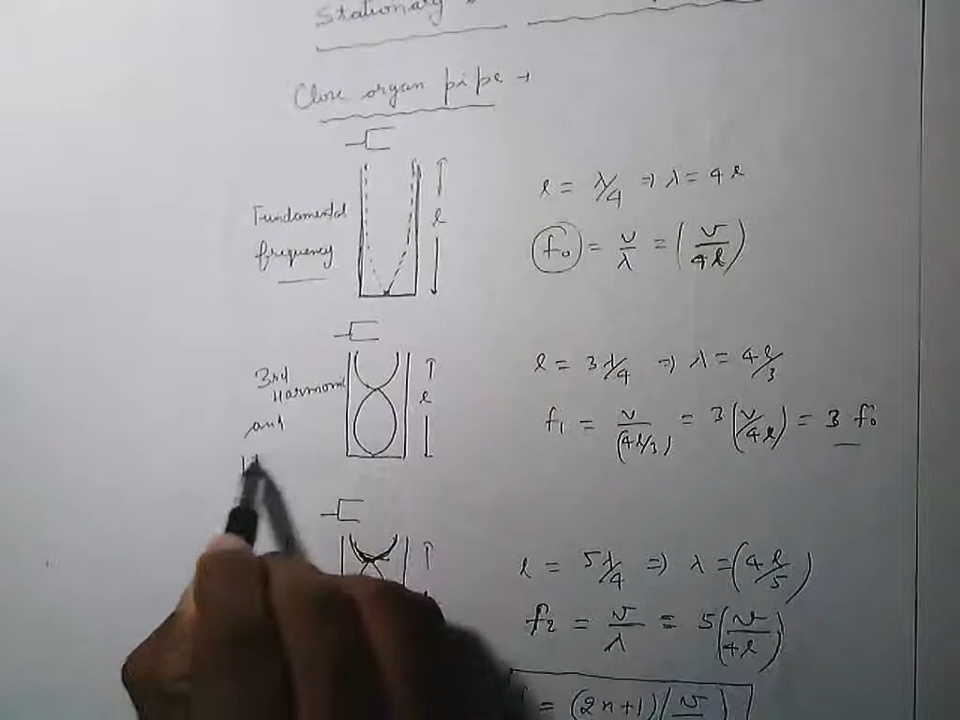 Stationary
Close organ pipe →
Fundamental
frequency
l
l = λ/4 ⇒ λ = 4l
f₀ = v/λ = (v/4l)
3rd
Harmonic
and
l
l = 3λ/4 ⇒ λ = 4l/3
f₁ = v/(4l/3) = 3(v/4l) = 3 f₀
l = 5λ/4 ⇒ λ = (4l/5)
f₂ = v/λ = 5(v/4l)
= (2n+1)(v